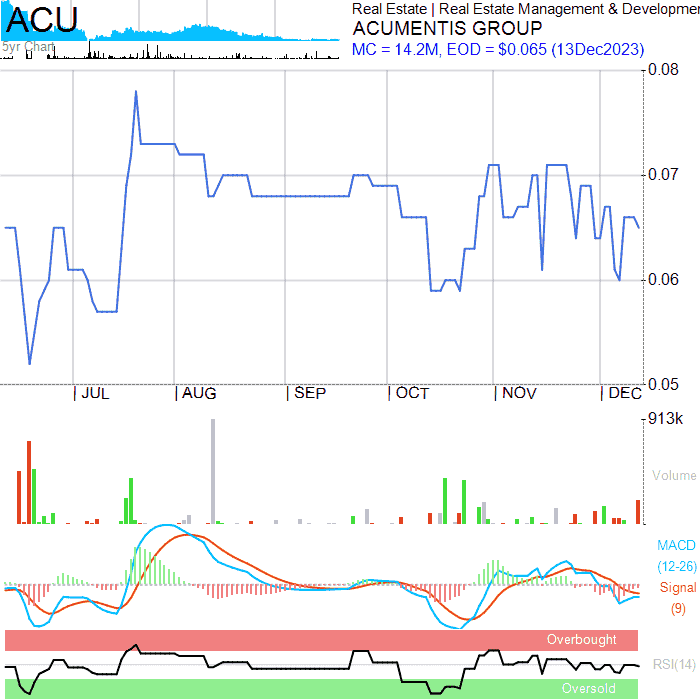 ACU
5yr Chart
Real Estate | Real Estate Management & Developmen
ACUMENTIS GROUP
MC = 14.2M, EOD = $0.065 (13Dec2023)
0.08
0.07
0.06
0.05
| JUL | AUG | SEP | OCT | NOV | DEC
913k
Volume
MACD
(12-26)
Signal
(9)
Overbought
RSI(14)
Oversold